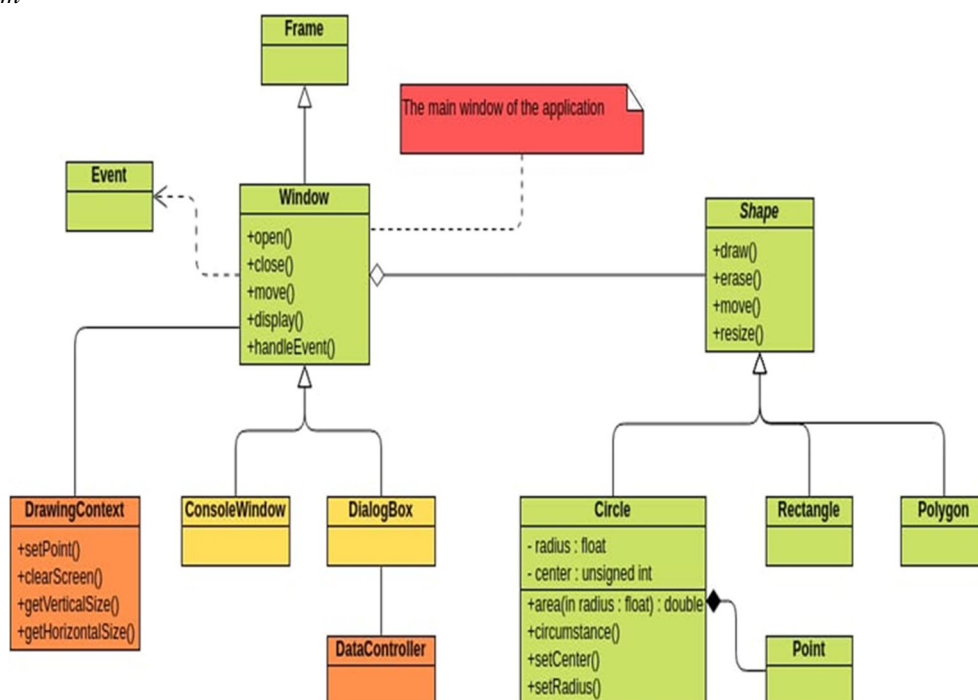 m
Frame
The main window of the application
Event
Window
+open()
+close()
+move()
+display()
+handleEvent()
Shape
+draw()
+erase()
+move()
+resize()
DrawingContext
+setPoint()
+clearScreen()
+getVerticalSize()
+getHorizontalSize()
ConsoleWindow
DialogBox
DataController
Circle
- radius : float
- center : unsigned int
+area(in radius : float) : double
+circumstance()
+setCenter()
+setRadius()
Rectangle
Polygon
Point